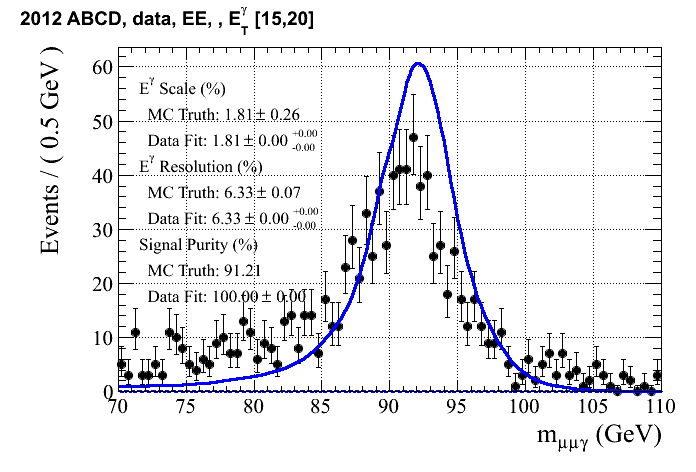 2012 ABCD, data, EE, , E_T^γ [15,20]
Events / ( 0.5 GeV )
60
50
40
30
20
10
0
E^γ Scale (%)
MC Truth: 1.81 ± 0.26
Data Fit: 1.81 ± 0.00 +0.00 -0.00
E^γ Resolution (%)
MC Truth: 6.33 ± 0.07
Data Fit: 6.33 ± 0.00 +0.00 -0.00
Signal Purity (%)
MC Truth: 91.21
Data Fit: 100.00 ± 0.00
70 75 80 85 90 95 100 105 110
m_μμγ (GeV)